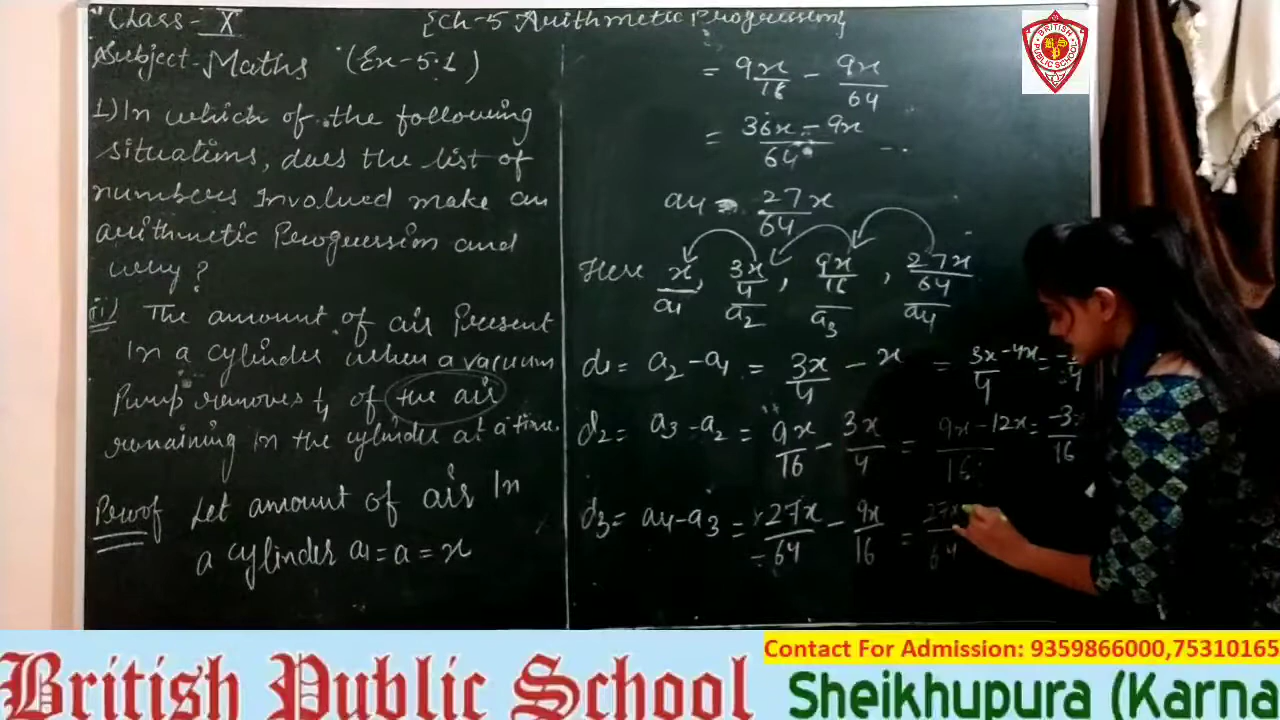 Class - X
{Ch-5 Arithmetic Progression}
Subject - Maths (Ex-5.1)
1) In which of the following
situations, does the list of
numbers Involved make an
arithmetic Progression and
why?
(ii) The amount of air Present
In a cylinder when a vacuum
Pump removes 1/4 of the air
remaining in the cylinder at a time.
Proof Let amount of air In
a cylinder a1 = a = x
= 9x/16 - 9x/64
= 36x - 9x/64
a4 = 27x/64
Here x, 3x/4, 9x/16, 27x/64
a1 a2 a3 a4
d1 = a2 - a1 = 3x/4 - x = 3x - 4x/4 =
d2 = a3 - a2 = 9x/16 - 3x/4 = 9x - 12x/16 = -3x/16
d3 = a4 - a3 = 27x/64 - 9x/16 = 27x/64
BRITISH
PUBLIC SCHOOL
Contact For Admission: 9359866000,75310165
British Public School
Sheikhupura (Karna